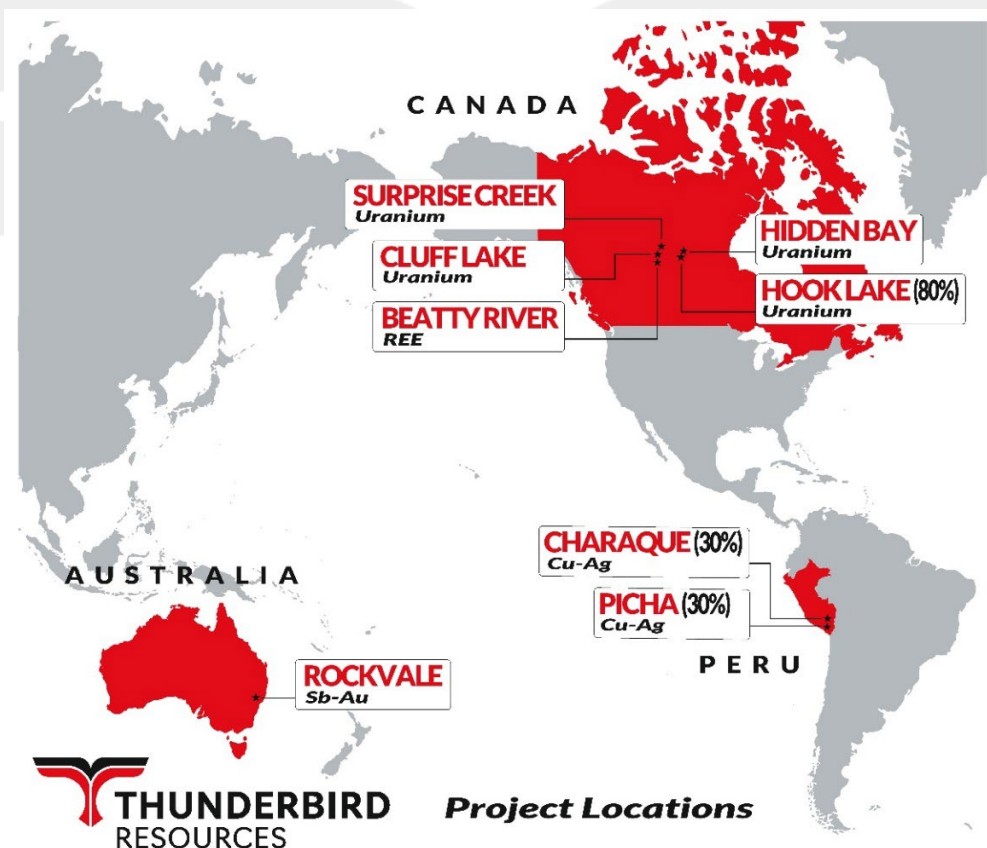 CANADA
SURPRISE CREEK
Uranium
CLUFF LAKE
Uranium
BEATTY RIVER
REE
HIDDEN BAY
Uranium
HOOK LAKE (80%)
Uranium
CHARAQUE (30%)
Cu-Ag
PICHA (30%)
Cu-Ag
PERU
AUSTRALIA
ROCKVALE
Sb-Au
THUNDERBIRD
RESOURCES
Project Locations